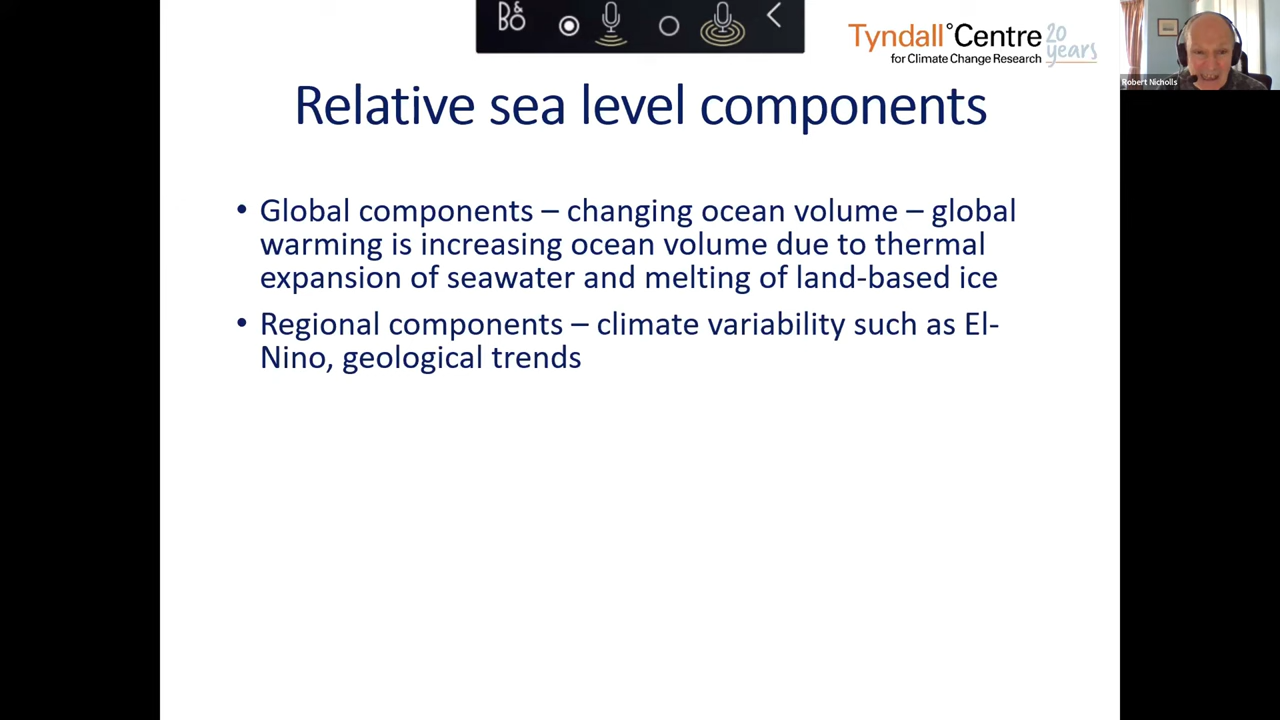 B&O
Tyndall°Centre
for Climate Change Research
20 years
Robert Nicholls
Relative sea level components
• Global components – changing ocean volume – global
warming is increasing ocean volume due to thermal
expansion of seawater and melting of land-based ice
• Regional components – climate variability such as El-
Nino, geological trends